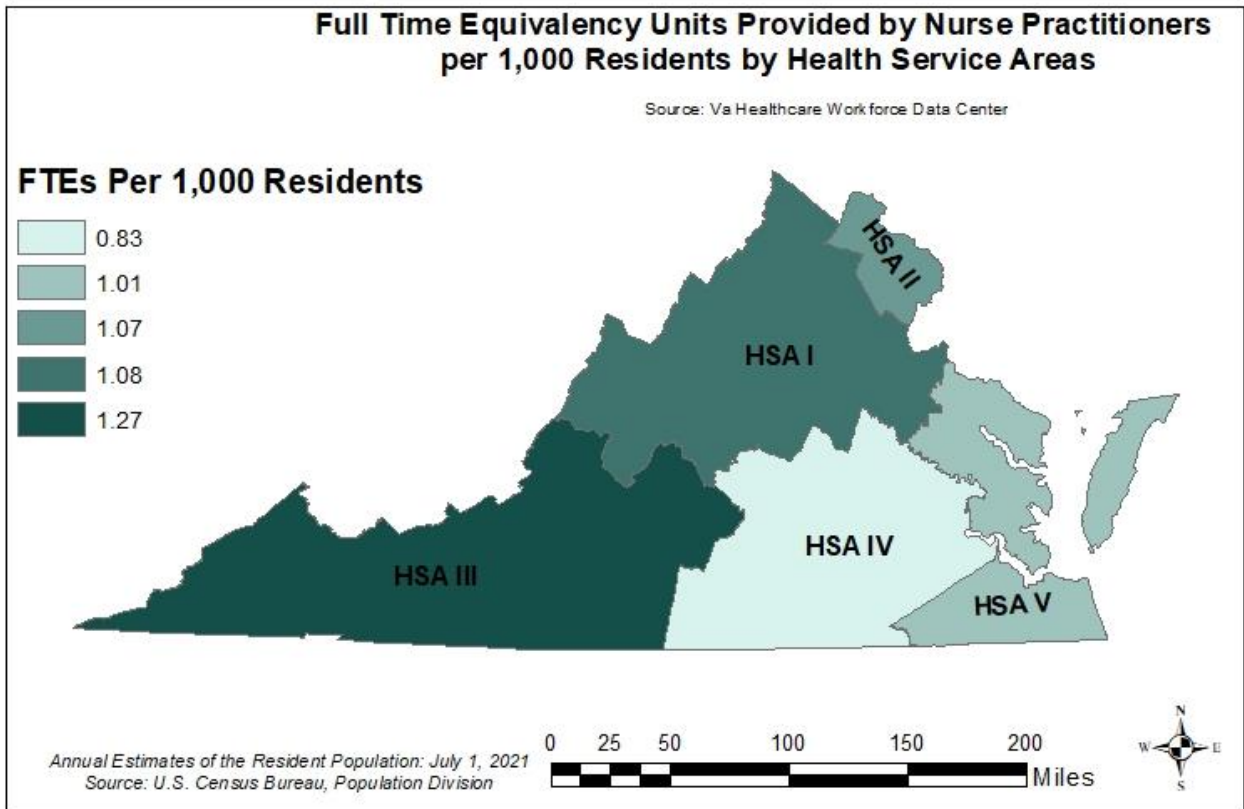 Full Time Equivalency Units Provided by Nurse Practitioners
per 1,000 Residents by Health Service Areas
Source: Va Healthcare Workforce Data Center
FTEs Per 1,000 Residents
0.83
1.01
1.07
1.08
1.27
HSA II
HSA I
HSA IV
HSA III
HSA V
Annual Estimates of the Resident Population: July 1, 2021
Source: U.S. Census Bureau, Population Division
0 25 50 100 150 200
Miles
N
W E
S